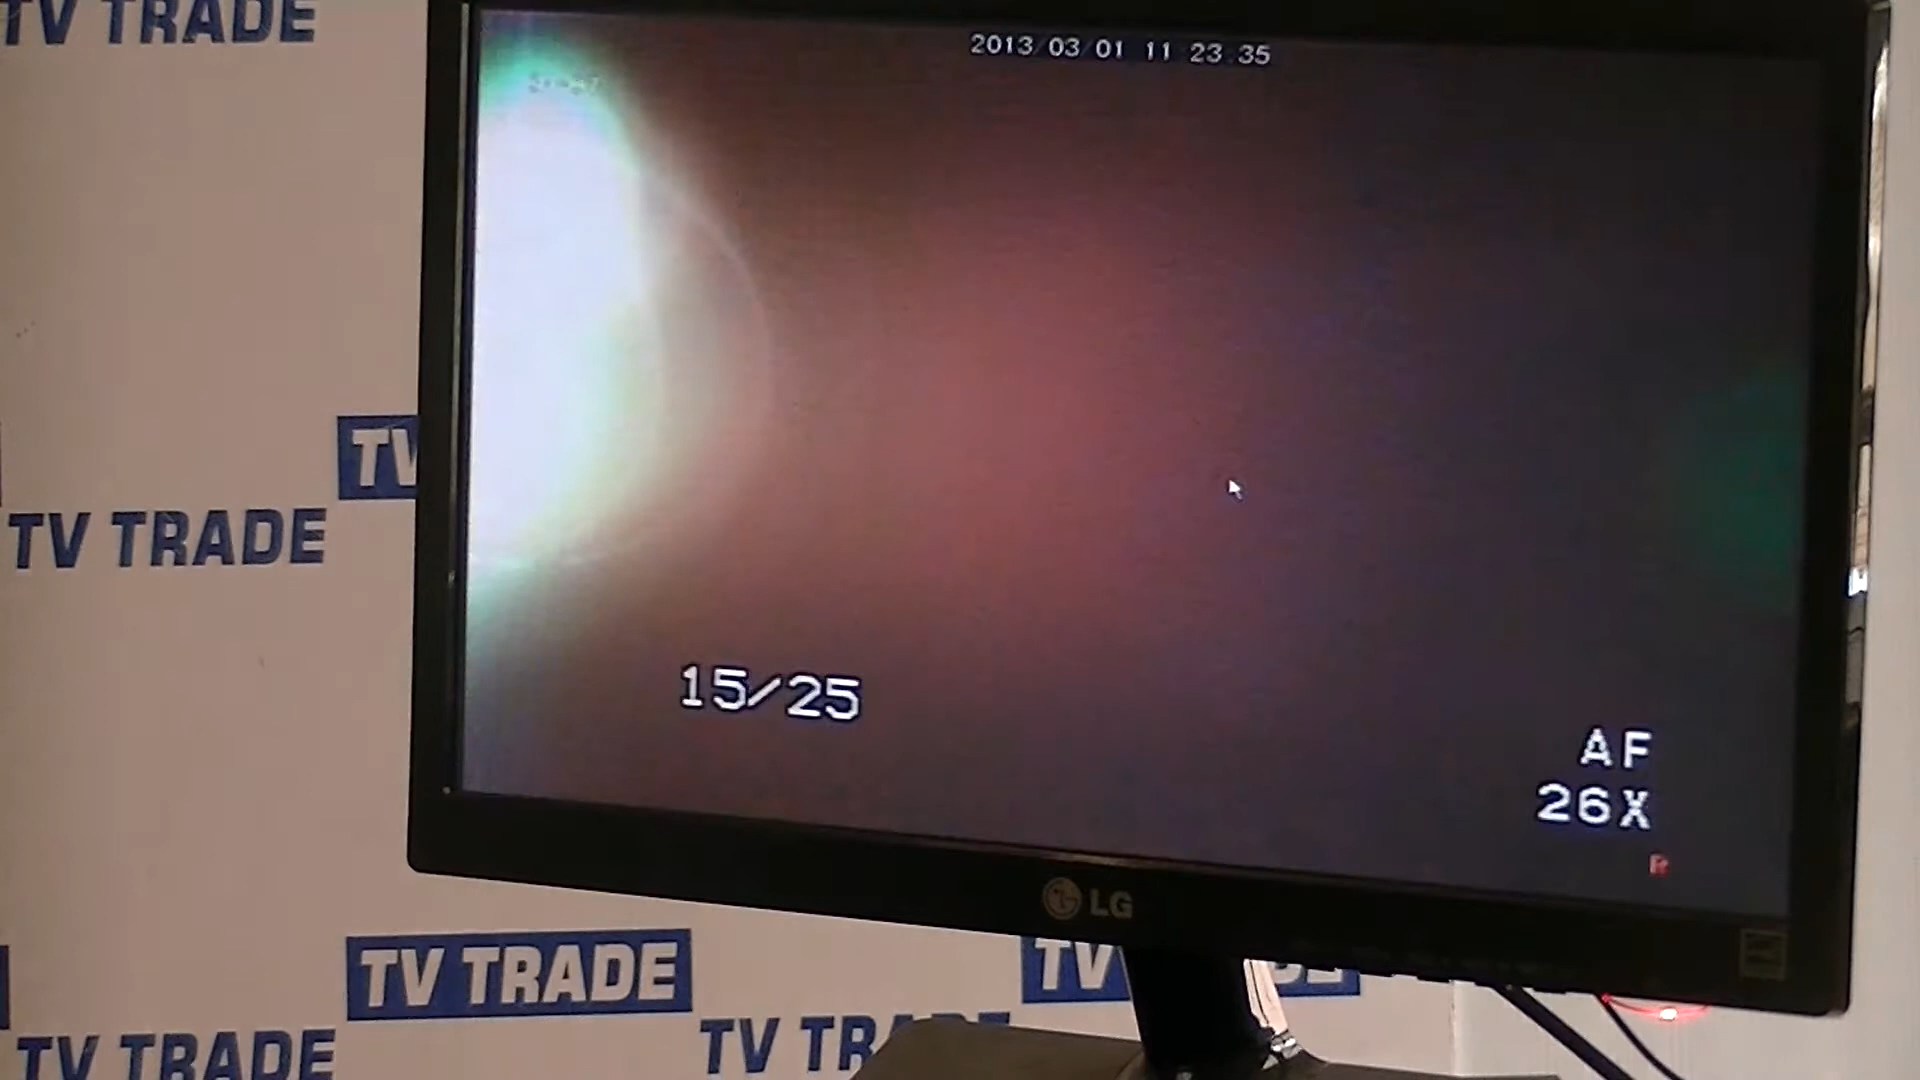 TV TRADE
2013/03/01 11 23.35
TV
TV TRADE
15/25
AF
26X
R
LG
TV TRADE
TV
TV TRADE
TV TRA